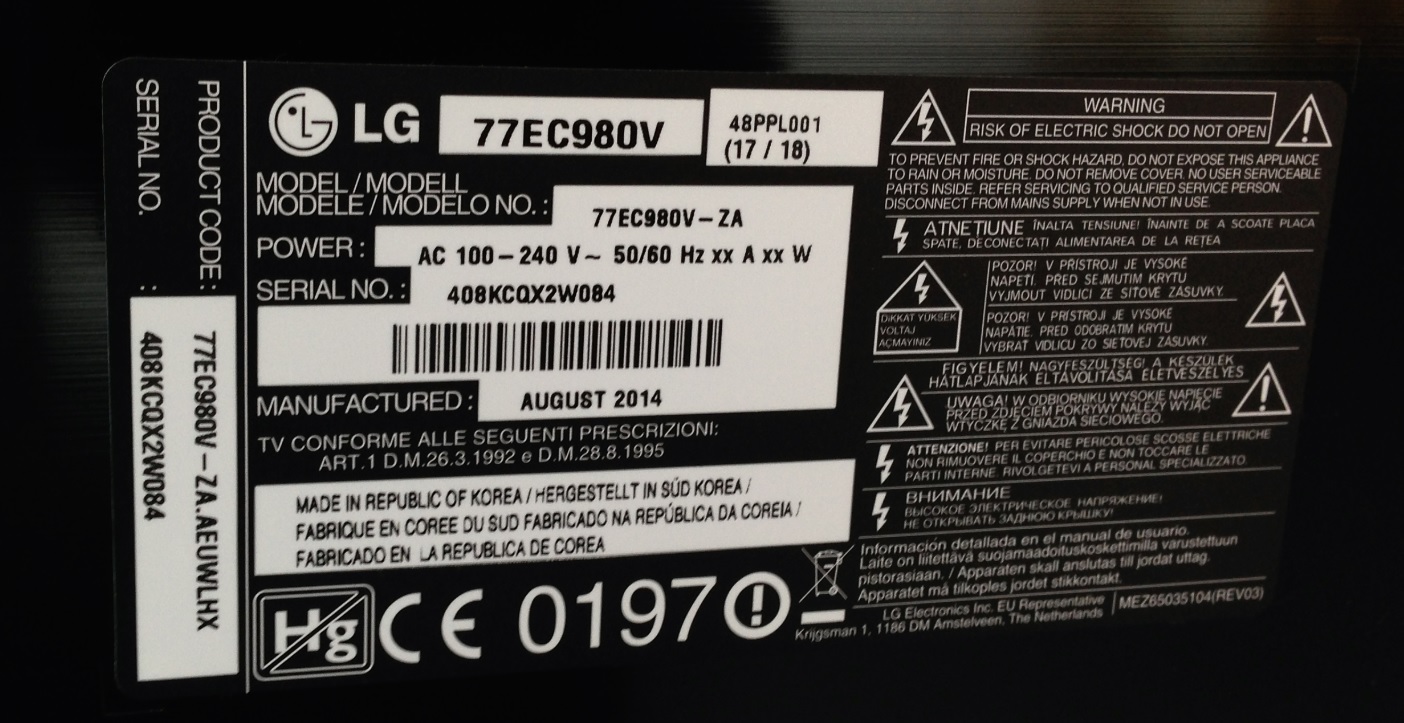 SERIAL NO. : 408KCQX2W084
PRODUCT CODE : 77EC980V-ZA.AEUWLHX
LG
77EC980V
48PPL001
(17 / 18)
MODEL / MODELL
MODELE / MODELO NO. : 77EC980V-ZA
POWER : AC 100-240 V~ 50/60 Hz xx A xx W
SERIAL NO. : 408KCQX2W084
MANUFACTURED : AUGUST 2014
TV CONFORME ALLE SEGUENTI PRESCRIZIONI:
ART.1 D.M.26.3.1992 e D.M.28.8.1995
MADE IN REPUBLIC OF KOREA / HERGESTELLT IN SÜD KOREA /
FABRIQUE EN COREE DU SUD FABRICADO NA REPÚBLICA DA COREIA /
FABRICADO EN LA REPUBLICA DE COREA
Hg CE 0197
WARNING
RISK OF ELECTRIC SHOCK DO NOT OPEN
TO PREVENT FIRE OR SHOCK HAZARD, DO NOT EXPOSE THIS APPLIANCE
TO RAIN OR MOISTURE. DO NOT REMOVE COVER. NO USER SERVICEABLE
PARTS INSIDE. REFER SERVICING TO QUALIFIED SERVICE PERSON.
DISCONNECT FROM MAINS SUPPLY WHEN NOT IN USE.
ATNEȚIUNE ÎNALTA TENSIUNE! ÎNAINTE DE A SCOATE PLACA
SPATE, DECONECTAȚI ALIMENTAREA DE LA REȚEA
DİKKAT YUKSEK
VOLTAJ
AÇMAYINIZ
POZOR! V PŘÍSTROJI JE VYSOKÉ
NAPĚTÍ. PŘED SEJMUTIM KRYTU
VYJMOUT VIDLICI ZE SÍŤOVÉ ZÁSUVKY.
POZOR! V PRÍSTROJI JE VYSOKÉ
NAPÄTIE. PRED ODOBRATIM KRYTU
VYBRAŤ VIDLICU ZO SIEŤOVEJ ZÁSUVKY.
FIGYELEM! NAGYFESZÜLTSÉG! A KÉSZÜLÉK
HÁTLAPJÁNAK ELTÁVOLÍTÁSA ÉLETVESZÉLYES
UWAGA! W ODBIORNIKU WYSOKIE NAPIĘCIE
PRZED ZDJĘCIEM POKRYWY NALEŻY WYJĄĆ
WTYCZKĘ Z GNIAZDA SIECIOWEGO.
ATTENZIONE! PER EVITARE PERICOLOSE SCOSSE ELETTRICHE
NON RIMUOVERE IL COPERCHIO E NON TOCCARE LE
PARTI INTERNE. RIVOLGETEVI A PERSONAL SPECIALIZZATO.
ВНИМАНИЕ
ВЫСОКОЕ ЭЛЕКТРИЧЕСКОЕ НАПРЯЖЕНИЕ!
НЕ ОТКРЫВАТЬ ЗАДНЮЮ КРЫШКУ!
Información detallada en el manual de usuario.
Laite on liitettävä suojamaadoituskoskettimilla varustettuun
pistorasiaan. / Apparaten skall anslutas till jordat uttag.
Apparatet må tilkoples jordet stikkontakt.
LG Electronics Inc. EU Representative
Krijgsman 1, 1186 DM Amstelveen, The Netherlands
MEZ65035104(REV03)